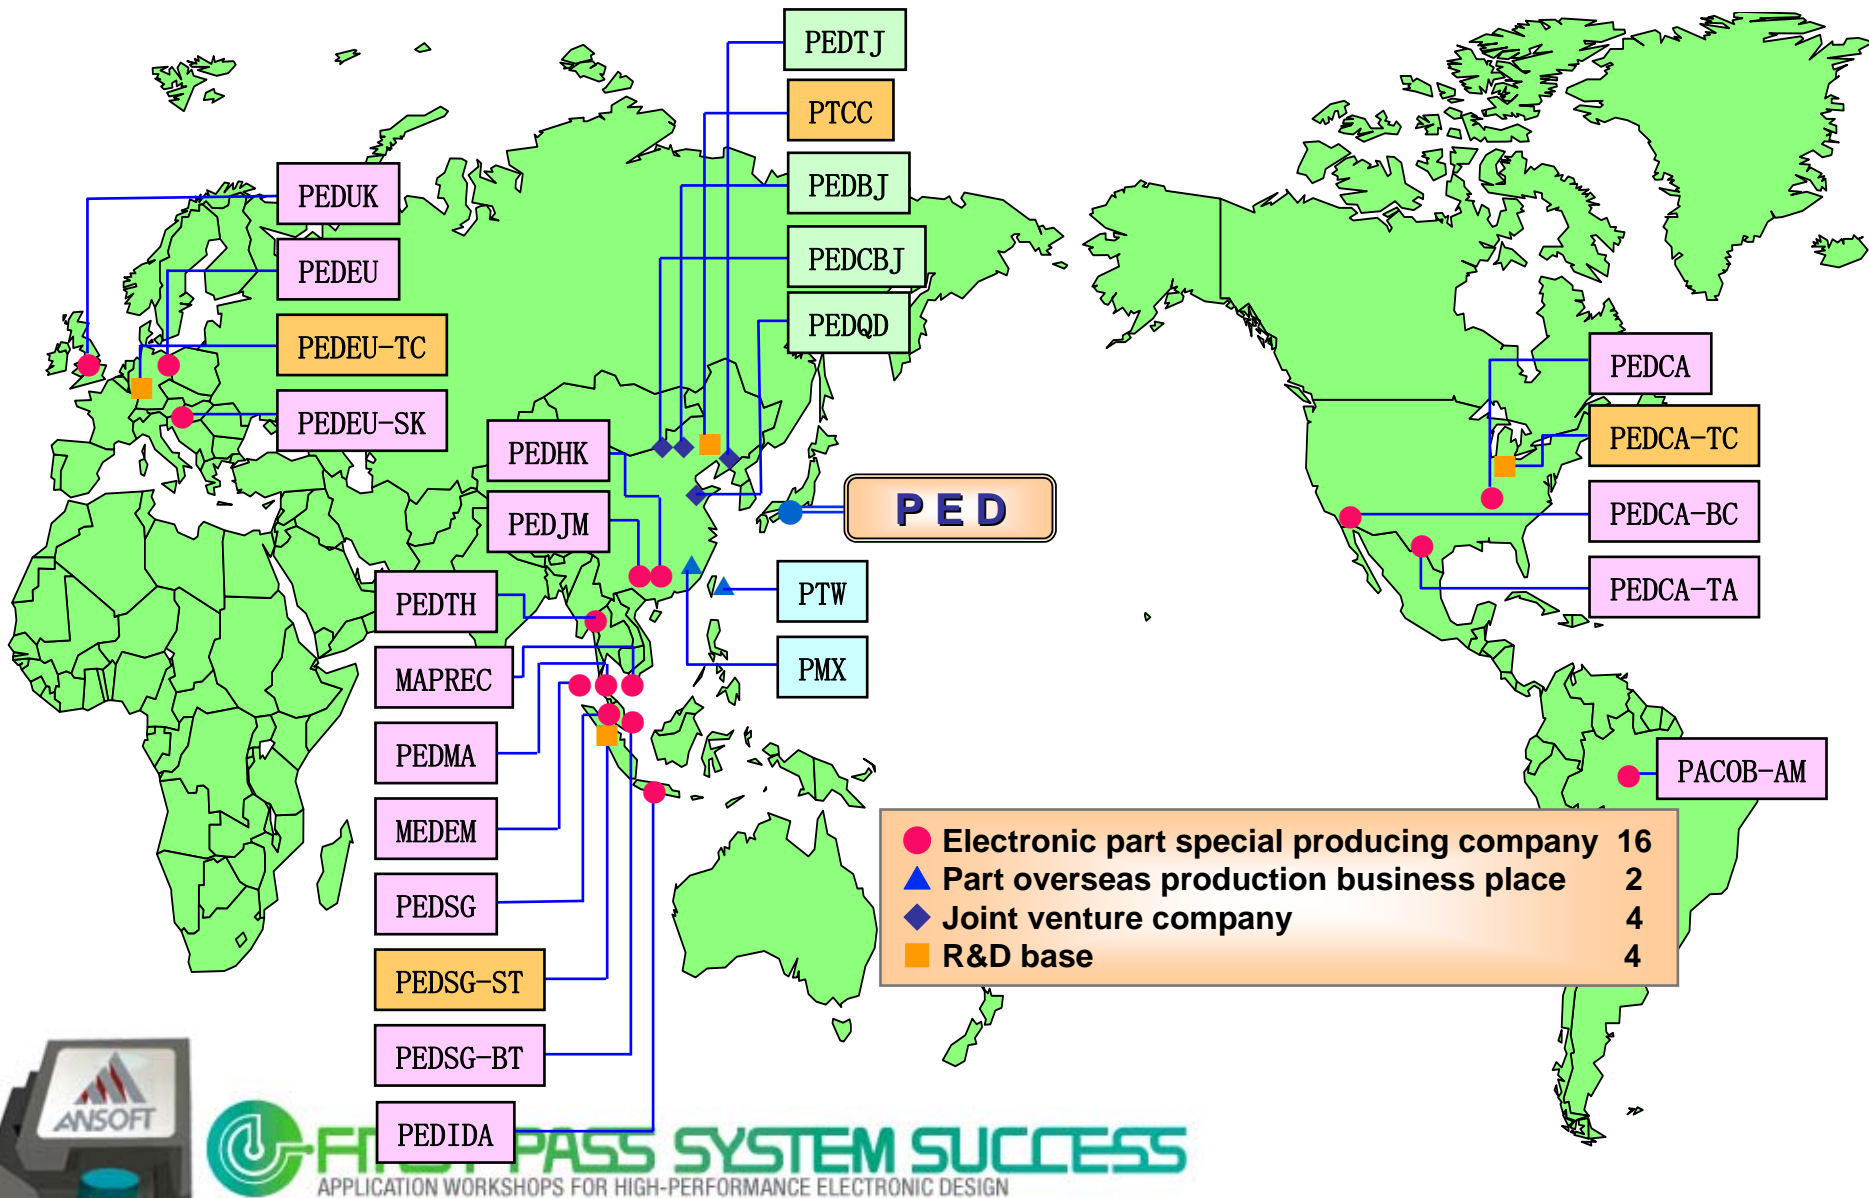 PEDTJ
PTCC
PEDBJ
PEDCBJ
PEDQD
PEDUK
PEDEU
PEDEU-TC
PEDEU-SK
PEDHK
PEDJM
PED
PEDTH
MAPREC
PEDMA
MEDEM
PEDSG
PEDSG-ST
PEDSG-BT
PEDIDA
PTW
PMX
PEDCA
PEDCA-TC
PEDCA-BC
PEDCA-TA
PACOB-AM
Electronic part special producing company 16
Part overseas production business place 2
Joint venture company 4
R&D base 4
ANSOFT
PASS SYSTEM SUCCESS
APPLICATION WORKSHOPS FOR HIGH-PERFORMANCE ELECTRONIC DESIGN